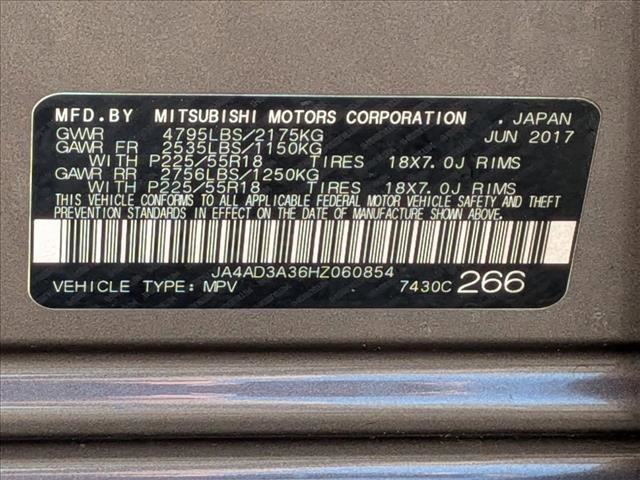 MFD.BY MITSUBISHI MOTORS CORPORATION . JAPAN
GVWR 4795LBS/2175KG JUN 2017
GAWR FR 2535LBS/1150KG
WITH P225/55R18 TIRES 18X7.0J RIMS
GAWR RR 2756LBS/1250KG
WITH P225/55R18 TIRES 18X7.0J RIMS
THIS VEHICLE CONFORMS TO ALL APPLICABLE FEDERAL MOTOR VEHICLE SAFETY AND THEFT
PREVENTION STANDARDS IN EFFECT ON THE DATE OF MANUFACTURE SHOWN ABOVE.
JA4AD3A36HZ060854
VEHICLE TYPE: MPV 7430C 266